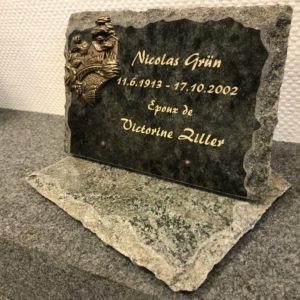 Nicolas Grün
11.6.1913 - 17.10.2002
Epoux de
Victorine Ziller